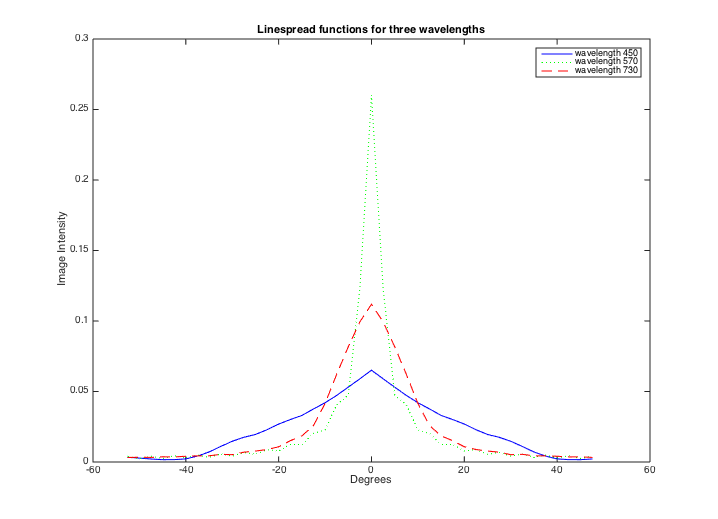 Linespread functions for three wavelengths
0.3
wavelength 450
wavelength 570
wavelength 730
0.25
0.2
0.15
0.1
0.05
0
Image Intensity
-60
-40
-20
0
20
40
60
Degrees